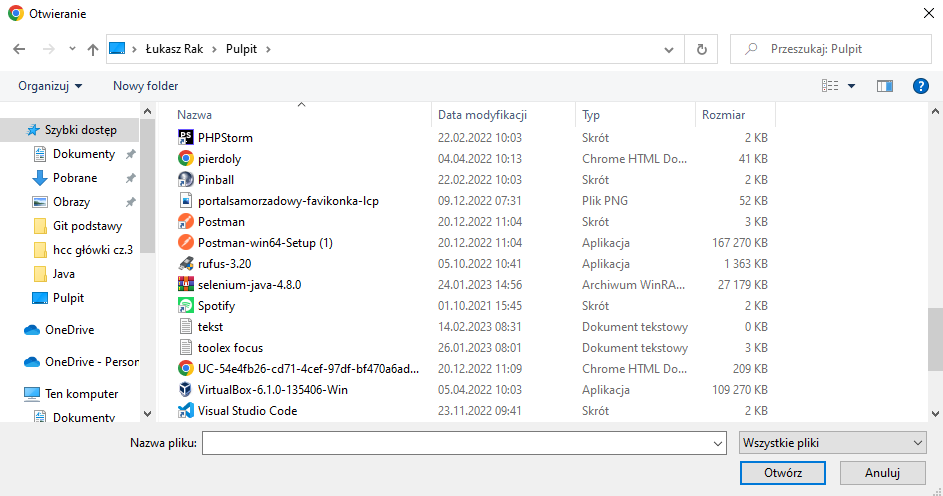 Otwieranie
Łukasz Rak > Pulpit >
Przeszukaj: Pulpit
Organizuj
Nowy folder
Nazwa Data modyfikacji Typ Rozmiar
Szybki dostęp
Dokumenty
Pobrane
Obrazy
Git podstawy
hcc główki cz.3
Java
Pulpit
OneDrive
OneDrive - Person
Ten komputer
Dokumenty
PHPStorm 22.02.2022 10:03 Skrót 2 KB
pierdoly 04.04.2022 10:13 Chrome HTML Do... 41 KB
Pinball 22.02.2022 10:03 Skrót 2 KB
portalsamorzadowy-favikonka-lcp 09.12.2022 07:31 Plik PNG 52 KB
Postman 20.12.2022 11:04 Skrót 3 KB
Postman-win64-Setup (1) 20.12.2022 11:04 Aplikacja 167 270 KB
rufus-3.20 05.10.2022 10:41 Aplikacja 1 363 KB
selenium-java-4.8.0 24.01.2023 14:56 Archiwum WinRA... 27 179 KB
Spotify 01.10.2021 15:45 Skrót 2 KB
tekst 14.02.2023 08:31 Dokument tekstowy 0 KB
toolex focus 26.01.2023 08:01 Dokument tekstowy 3 KB
UC-54e4fb26-cd71-4cef-97df-bf470a6ad... 20.12.2022 11:09 Chrome HTML Do... 209 KB
VirtualBox-6.1.0-135406-Win 05.04.2022 10:03 Aplikacja 109 270 KB
Visual Studio Code 23.11.2022 09:41 Skrót 2 KB
Nazwa pliku:
Wszystkie pliki
Otwórz
Anuluj